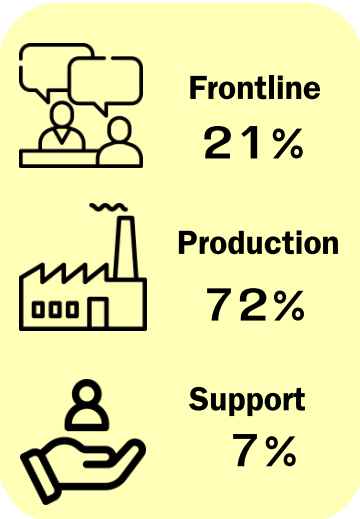 Frontline
21%
Production
72%
Support
7%